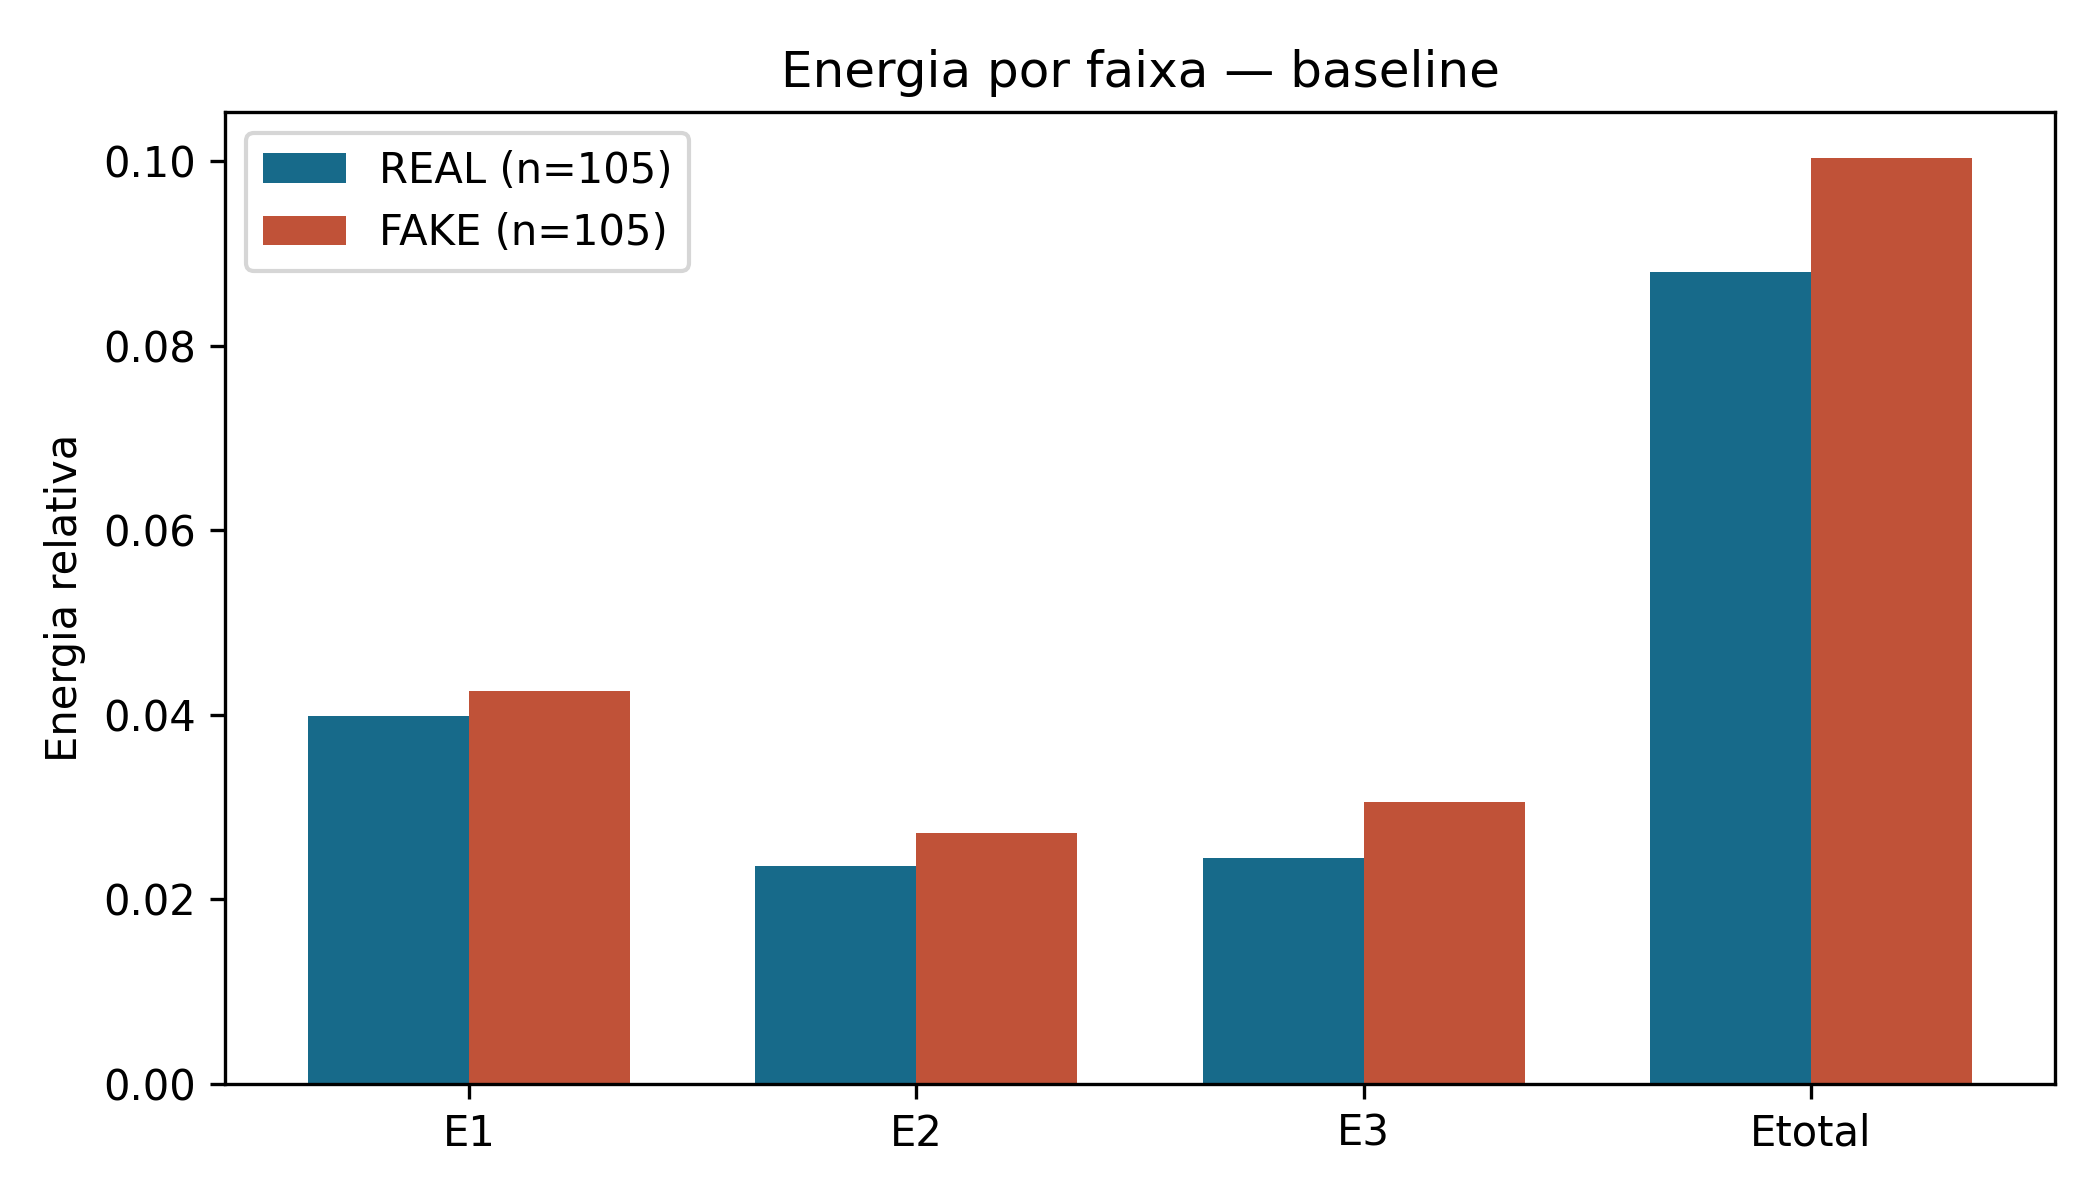 Energia por faixa — baseline
REAL (n=105)
FAKE (n=105)
Energia relativa
0.10
0.08
0.06
0.04
0.02
0.00
E1
E2
E3
Etotal